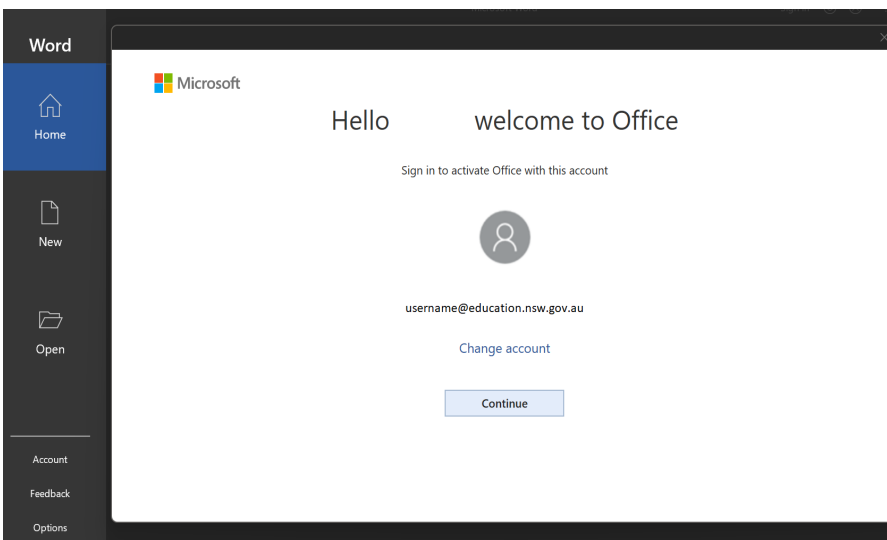 Word
Home
New
Open
Account
Feedback
Options
Microsoft
Hello welcome to Office
Sign in to activate Office with this account
username@education.nsw.gov.au
Change account
Continue